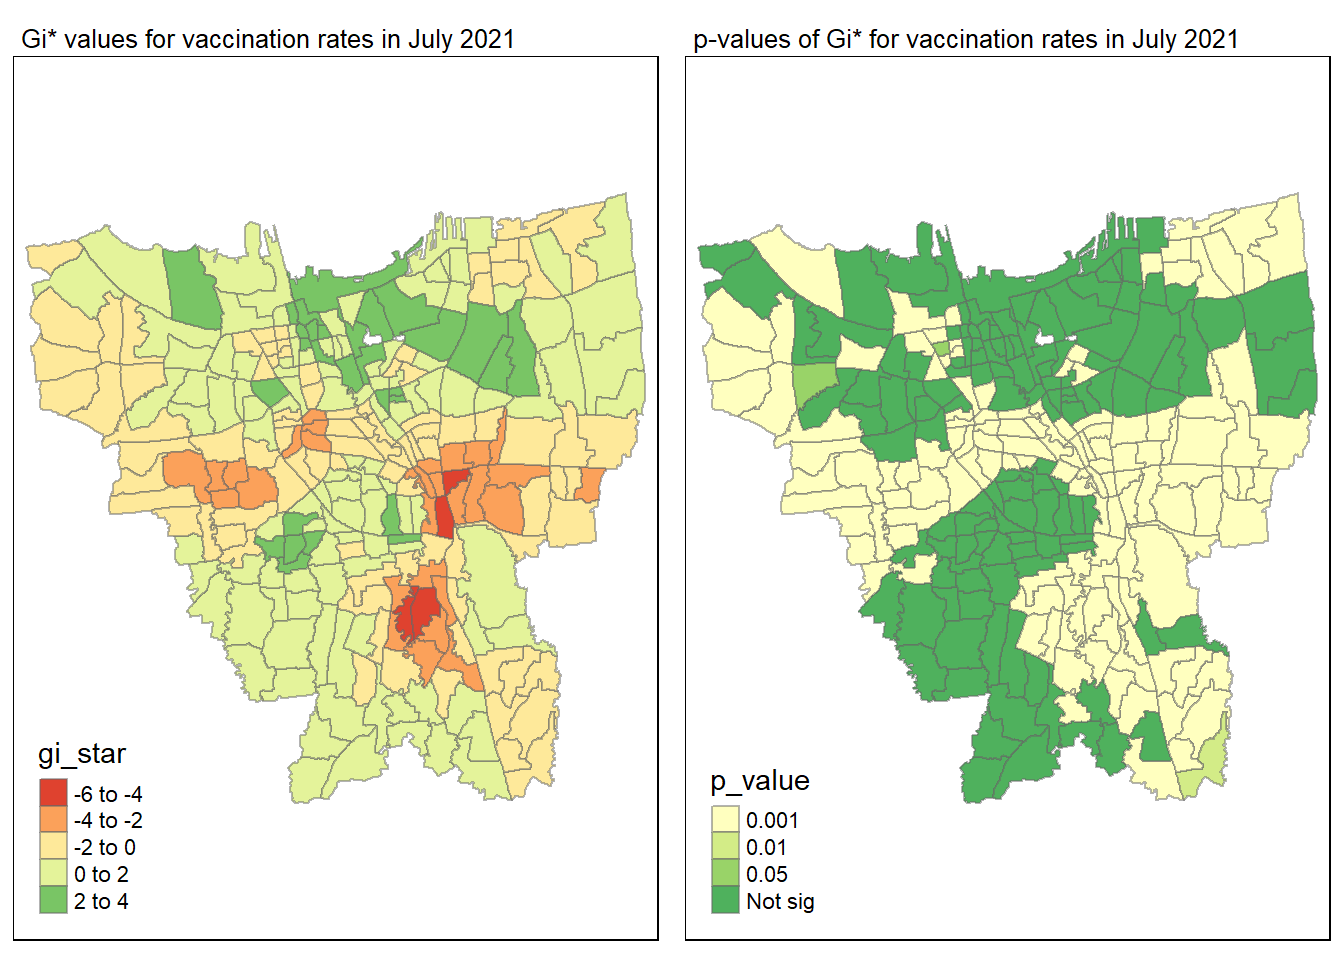 Gi* values for vaccination rates in July 2021
p-values of Gi* for vaccination rates in July 2021
gi_star
-6 to -4
-4 to -2
-2 to 0
0 to 2
2 to 4
p_value
0.001
0.01
0.05
Not sig